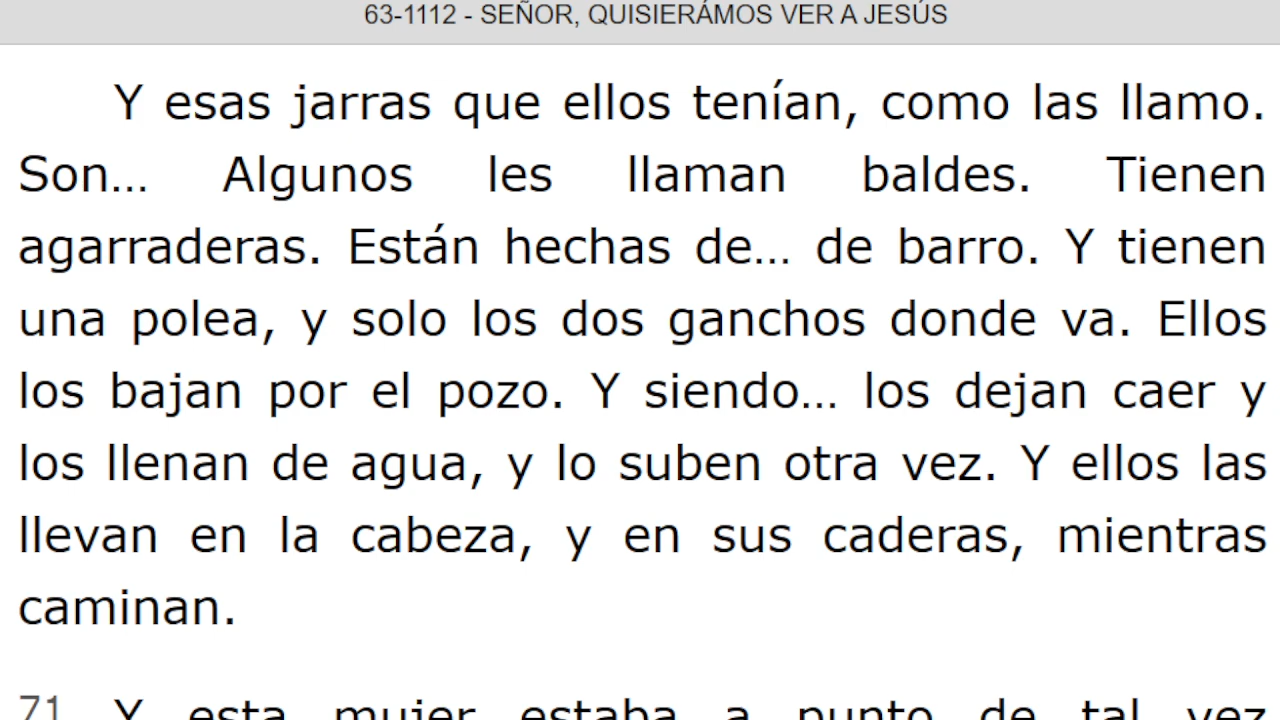 63-1112 - SEÑOR, QUISIERÁMOS VER A JESÚS
Y esas jarras que ellos tenían, como las llamo.
Son... Algunos les llaman baldes. Tienen
agarraderas. Están hechas de... de barro. Y tienen
una polea, y solo los dos ganchos donde va. Ellos
los bajan por el pozo. Y siendo... los dejan caer y
los llenan de agua, y lo suben otra vez. Y ellos las
llevan en la cabeza, y en sus caderas, mientras
caminan.
71 Y esta mujer estaba a punto de tal vez